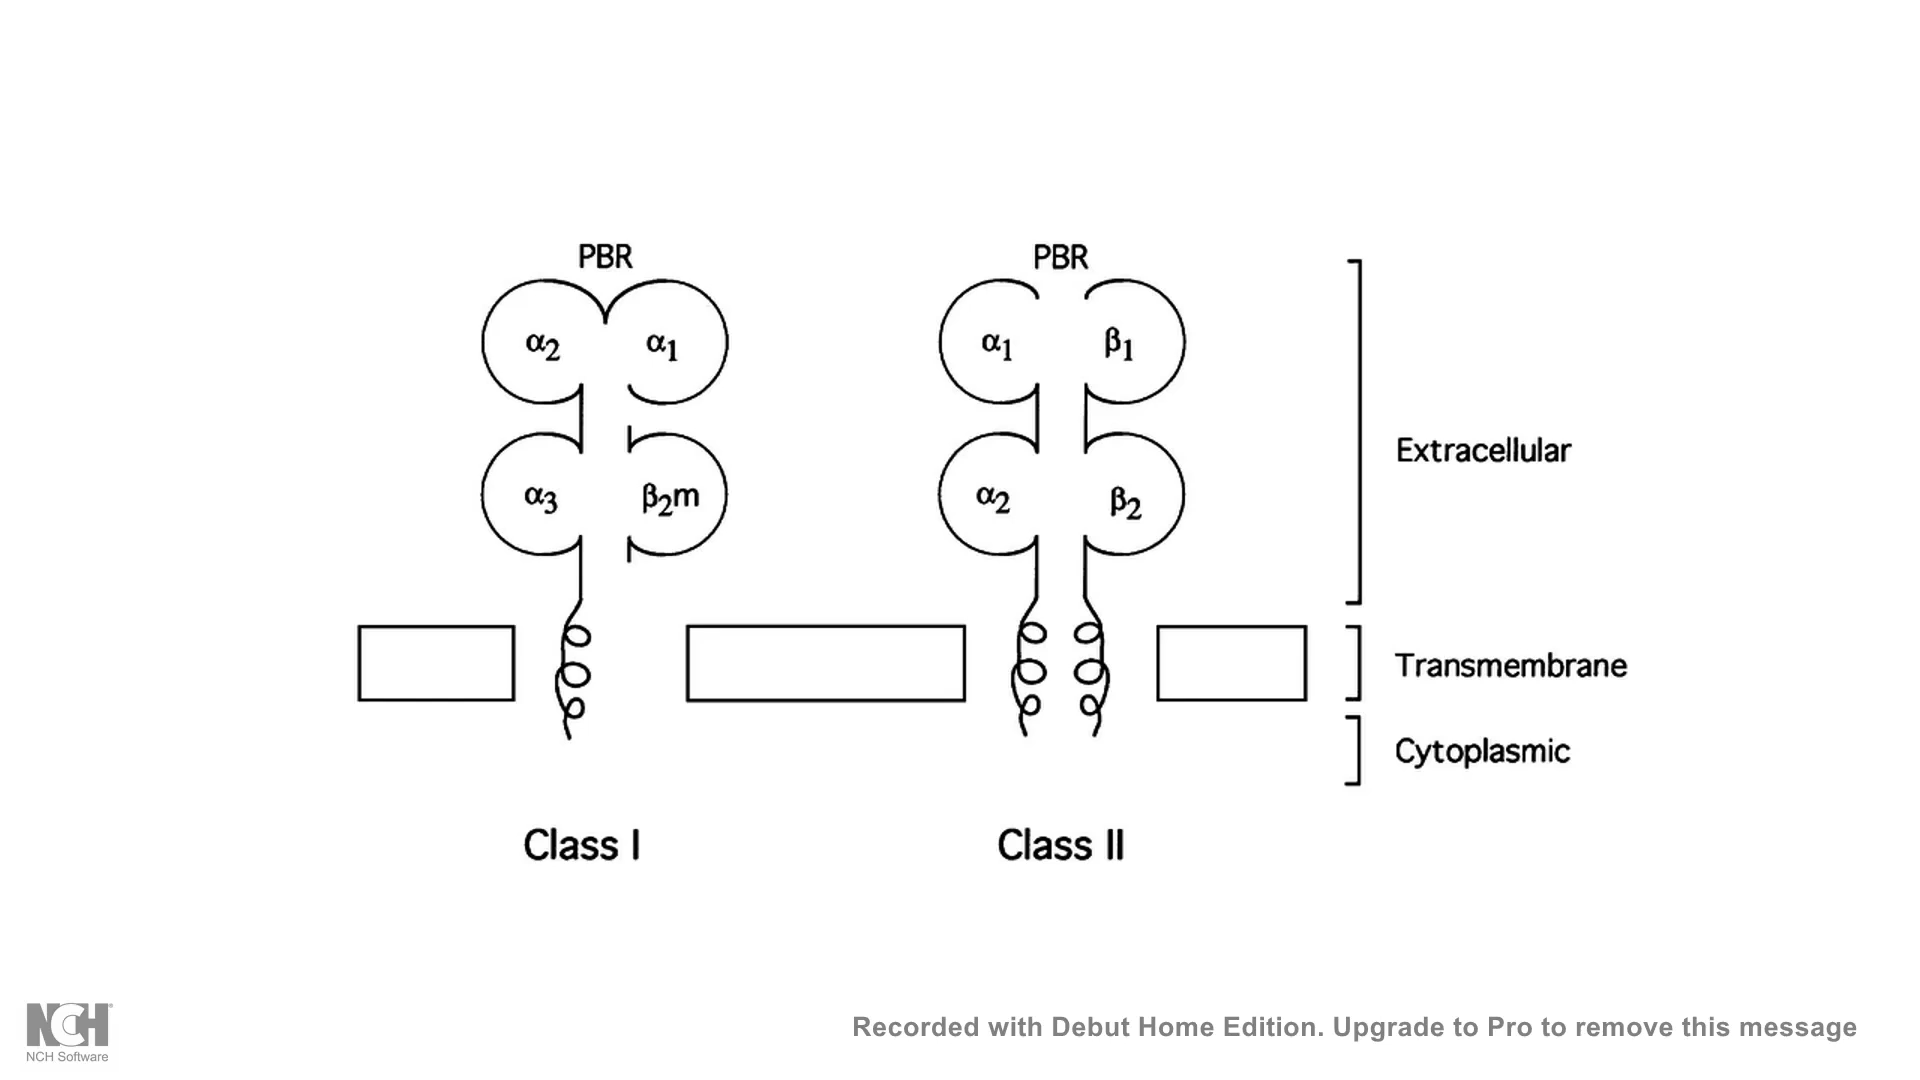 PBR PBR
α2 α1 α1 β1
Extracellular
α3 β2m α2 β2
Transmembrane
Cytoplasmic
Class I Class II
NCH
NCH Software
Recorded with Debut Home Edition. Upgrade to Pro to remove this message